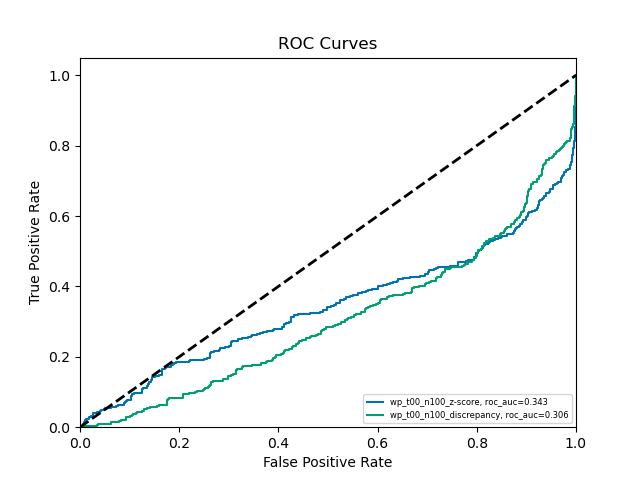 ROC Curves
1.0
0.8
0.6
0.4
0.2
0.0
True Positive Rate
0.0 0.2 0.4 0.6 0.8 1.0
False Positive Rate
wp_t00_n100_z-score, roc_auc=0.343
wp_t00_n100_discrepancy, roc_auc=0.306